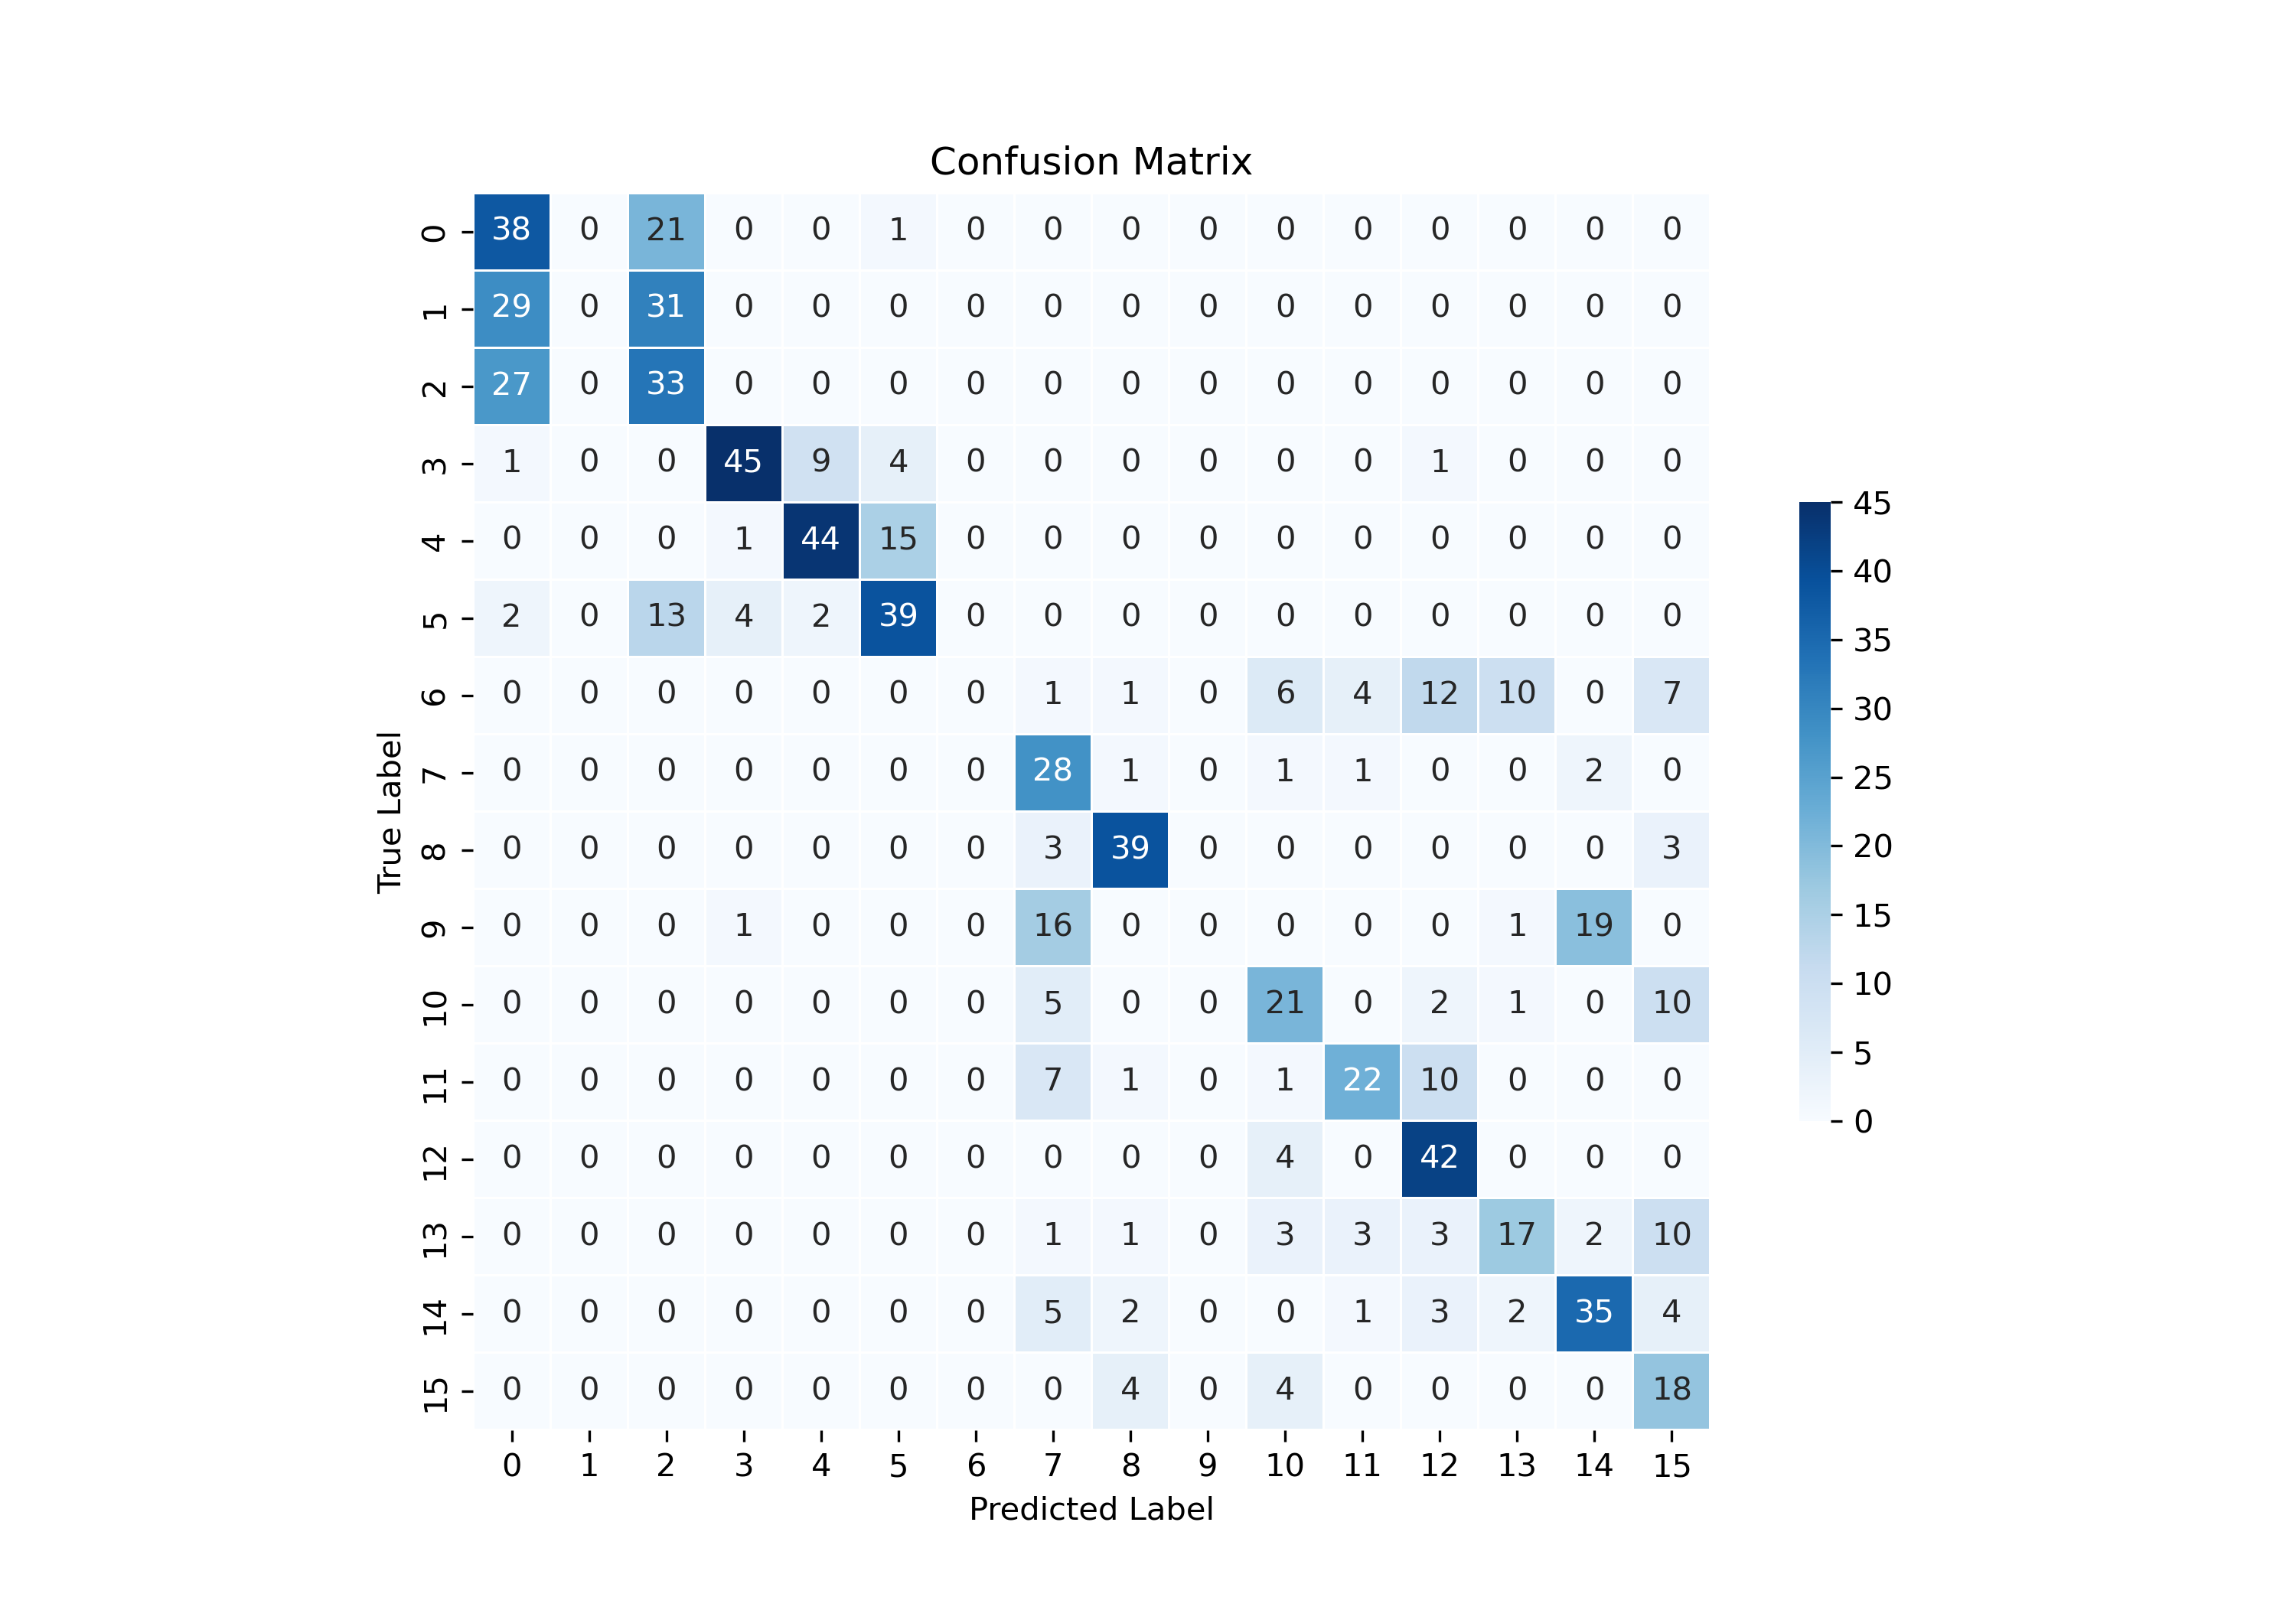 Confusion Matrix
0 38 0 21 0 0 1 0 0 0 0 0 0 0 0 0 0
1 29 0 31 0 0 0 0 0 0 0 0 0 0 0 0 0
2 27 0 33 0 0 0 0 0 0 0 0 0 0 0 0 0
3 1 0 0 45 9 4 0 0 0 0 0 0 1 0 0 0
4 0 0 0 1 44 15 0 0 0 0 0 0 0 0 0 0
5 2 0 13 4 2 39 0 0 0 0 0 0 0 0 0 0
6 0 0 0 0 0 0 0 1 1 0 6 4 12 10 0 7
7 0 0 0 0 0 0 0 28 1 0 1 1 0 0 2 0
8 0 0 0 0 0 0 0 3 39 0 0 0 0 0 0 3
9 0 0 0 1 0 0 0 16 0 0 0 0 0 1 19 0
10 0 0 0 0 0 0 0 5 0 0 21 0 2 1 0 10
11 0 0 0 0 0 0 0 7 1 0 1 22 10 0 0 0
12 0 0 0 0 0 0 0 0 0 0 4 0 42 0 0 0
13 0 0 0 0 0 0 0 1 1 0 3 3 3 17 2 10
14 0 0 0 0 0 0 0 5 2 0 0 1 3 2 35 4
15 0 0 0 0 0 0 0 0 4 0 4 0 0 0 0 18
0 1 2 3 4 5 6 7 8 9 10 11 12 13 14 15
Predicted Label
True Label
45
40
35
30
25
20
15
10
5
0